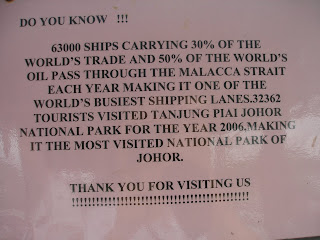 DO YOU KNOW !!!
63000 SHIPS CARRYING 30% OF THE
WORLD'S TRADE AND 50% OF THE WORLD'S
OIL PASS THROUGH THE MALACCA STRAIT
EACH YEAR MAKING IT ONE OF THE
WORLD'S BUSIEST SHIPPING LANES.32362
TOURISTS VISITED TANJUNG PIAI JOHOR
NATIONAL PARK FOR THE YEAR 2006.MAKING
IT THE MOST VISITED NATIONAL PARK OF
JOHOR.
THANK YOU FOR VISITING US
!!!!!!!!!!!!!!!!!!!!!!!!!!!!!!!!!!!!!!!!!!!!